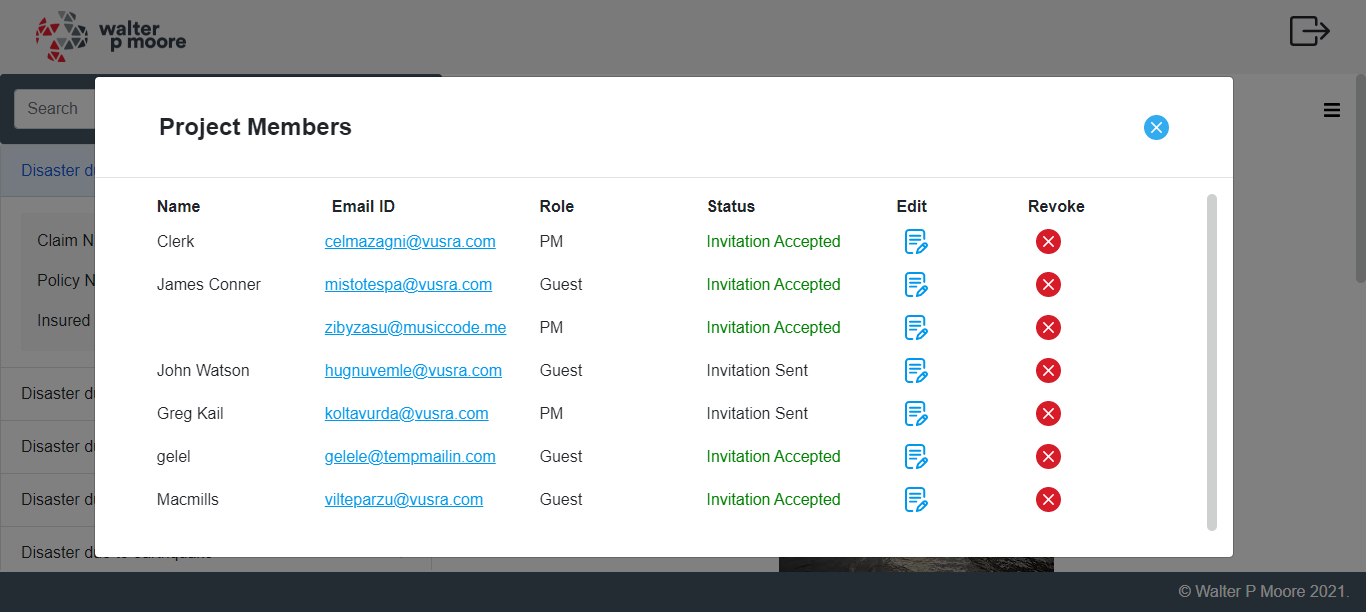 walter
p moore
Search
Project Members
Disaster d
Name Email ID Role Status Edit Revoke
Claim N
Clerk celmazagni@vusra.com PM Invitation Accepted
Policy N
James Conner mistotespa@vusra.com Guest Invitation Accepted
Insured
zibyzasu@musiccode.me PM Invitation Accepted
John Watson hugnuvemle@vusra.com Guest Invitation Sent
Disaster d
Greg Kail koltavurda@vusra.com PM Invitation Sent
Disaster d
gelel gelele@tempmailin.com Guest Invitation Accepted
Disaster d
Macmills vilteparzu@vusra.com Guest Invitation Accepted
Disaster due to earthquake
© Walter P Moore 2021.